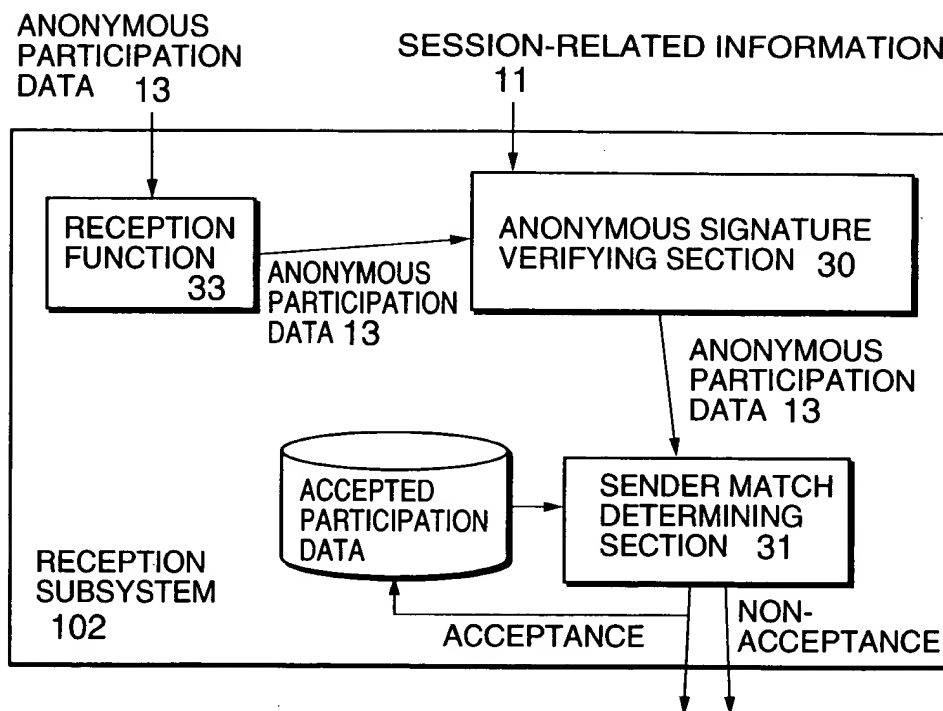 ANONYMOUS
PARTICIPATION
DATA 13
SESSION-RELATED INFORMATION
11
RECEPTION
FUNCTION
33
ANONYMOUS
PARTICIPATION
DATA 13
ANONYMOUS SIGNATURE
VERIFYING SECTION 30
ANONYMOUS
PARTICIPATION
DATA 13
ACCEPTED
PARTICIPATION
DATA
SENDER MATCH
DETERMINING
SECTION 31
RECEPTION
SUBSYSTEM
102
ACCEPTANCE
NON-
ACCEPTANCE